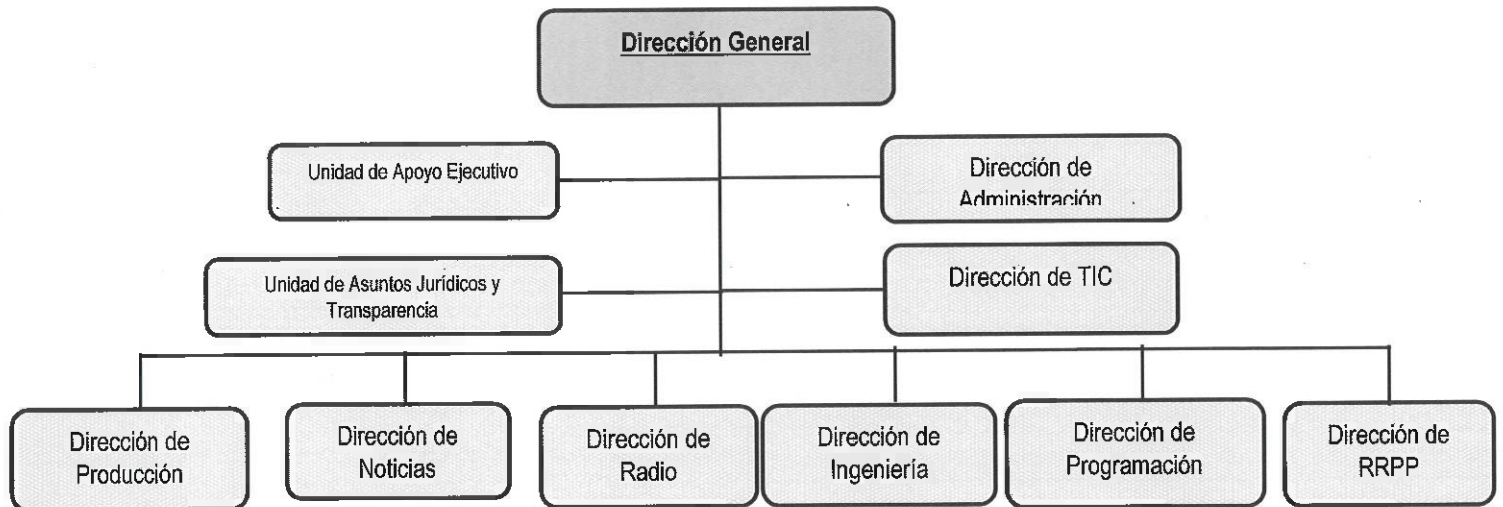 Dirección General
Unidad de Apoyo Ejecutivo
Dirección de
Administración
Unidad de Asuntos Jurídicos y
Transparencia
Dirección de TIC
Dirección de
Producción
Dirección de
Noticias
Dirección de
Radio
Dirección de
Ingeniería
Dirección de
Programación
Dirección de
RRPP